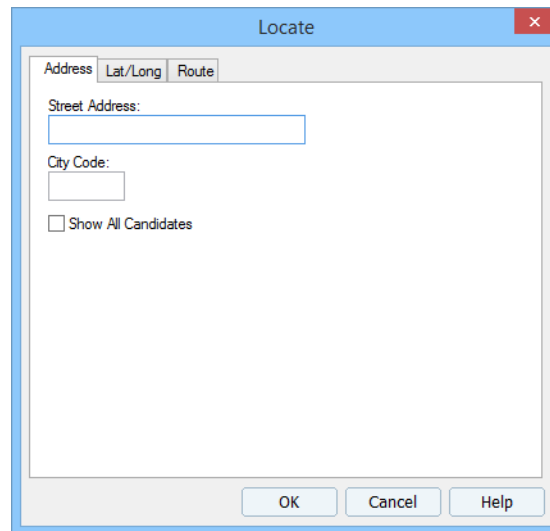 Locate
Address Lat/Long Route
Street Address:
City Code:
Show All Candidates
OK Cancel Help